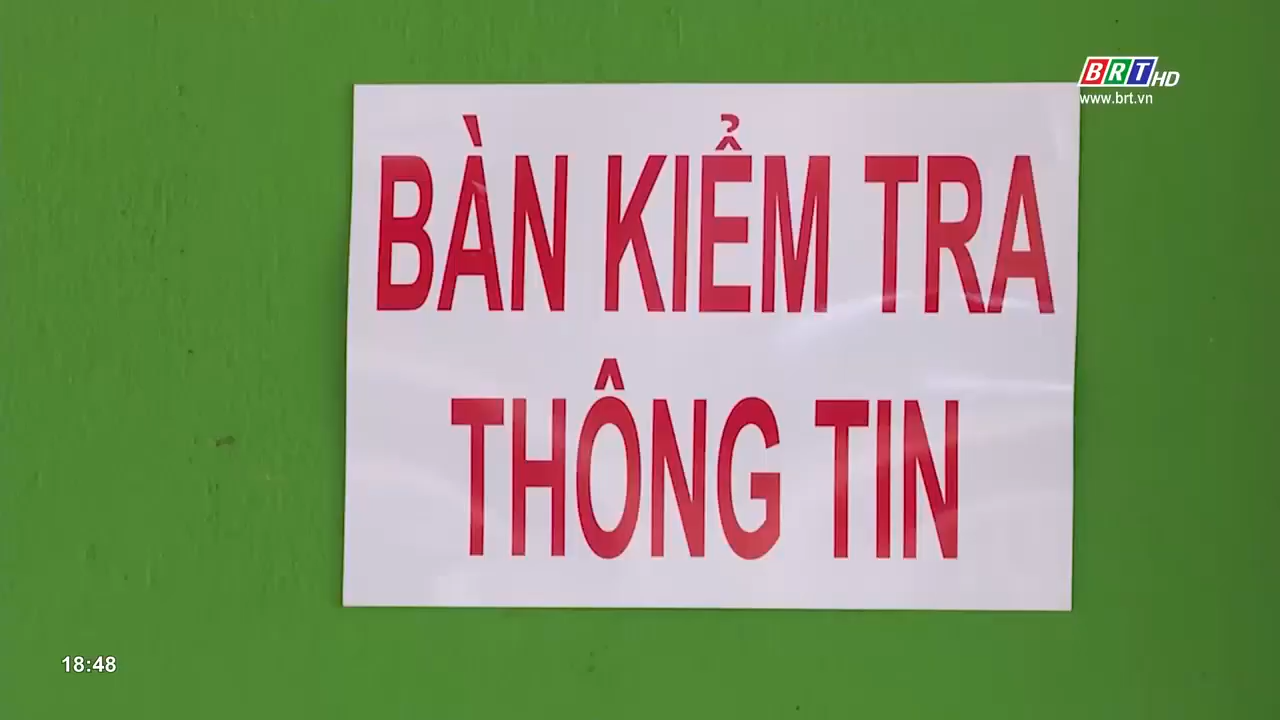 BRT HD
www.brt.vn
BÀN KIỂM TRA
THÔNG TIN
18:48